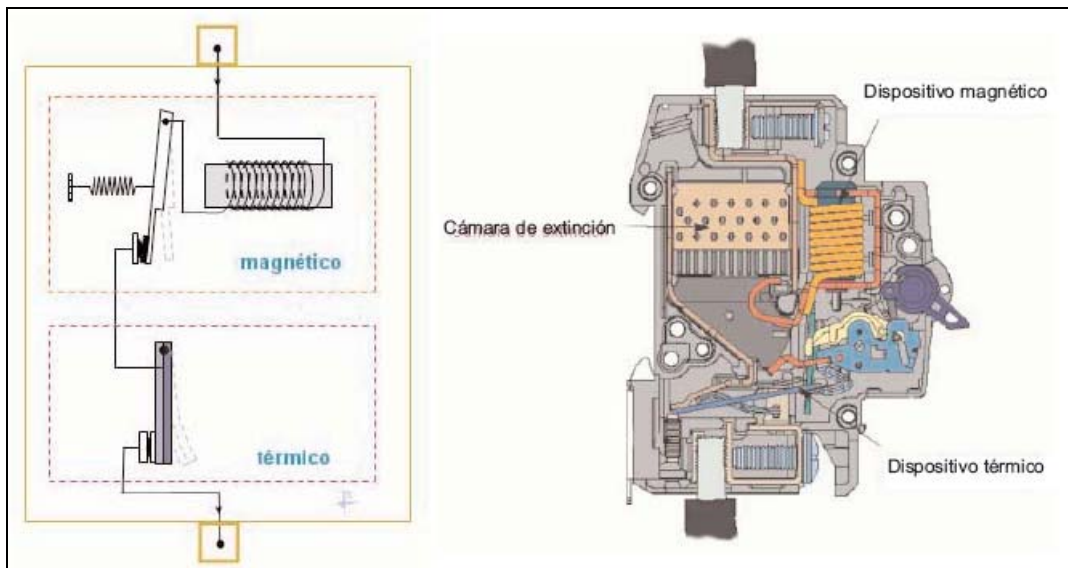 magnético
térmico
Dispositivo magnético
Cámara de extinción
Dispositivo térmico